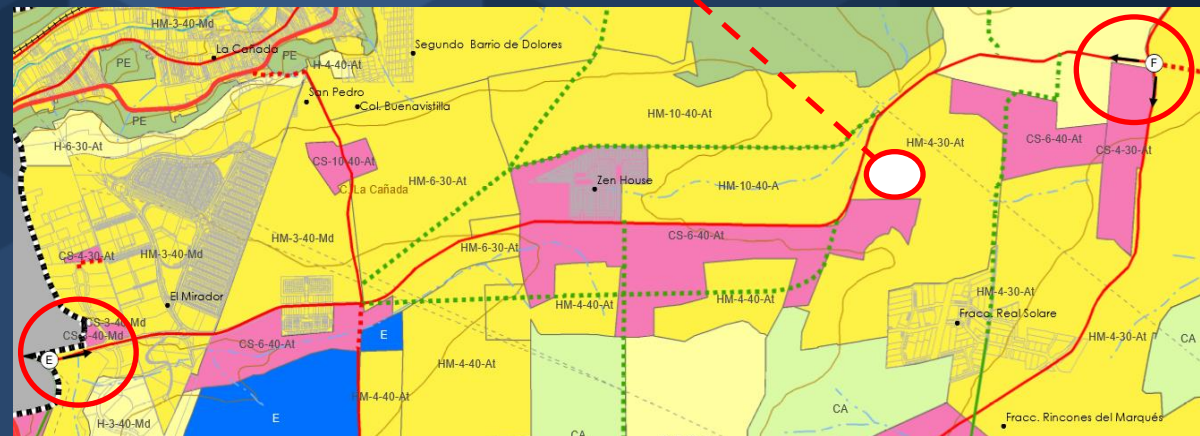 HM-3-40-Md
La Cañada
Segundo Barrio de Dolores
PE
PE
H-4-40-At
San Pedro
Col. Buenavistilla
PE
H-6-30-At
CS-10-40-At
C. La Cañada
HM-6-30-At
HM-10-40-At
Zen House
HM-10-40-A
HM-4-30-At
CS-6-40-At
CS-4-30-At
F
HM-3-40-Md
CS-4-30-At
HM-3-40-Md
HM-6-30-At
CS-6-40-At
El Mirador
HM-4-40-At
HM-4-40-At
HM-4-30-At
Fracc. Real Solare
CS-3-40-Md
CS-3-40-Md
E
CS-6-40-At
E
HM-4-40-At
HM-4-30-At
CA
HM-4-40-At
H-3-40-Md
E
CA
CA
Fracc. Rincones del Marqués